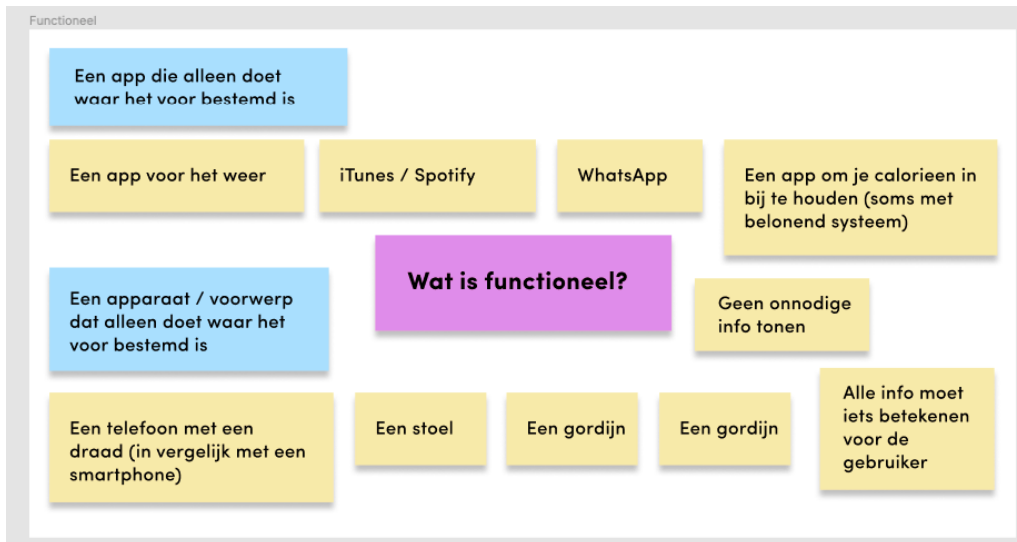 Functioneel
Een app die alleen doet
waar het voor bestemd is
Een app voor het weer
iTunes / Spotify
WhatsApp
Een app om je calorieen in
bij te houden (soms met
belonend systeem)
Wat is functioneel?
Een apparaat / voorwerp
dat alleen doet waar het
voor bestemd is
Geen onnodige
info tonen
Een telefoon met een
draad (in vergelijk met een
smartphone)
Een stoel
Een gordijn
Een gordijn
Alle info moet
iets betekenen
voor de
gebruiker